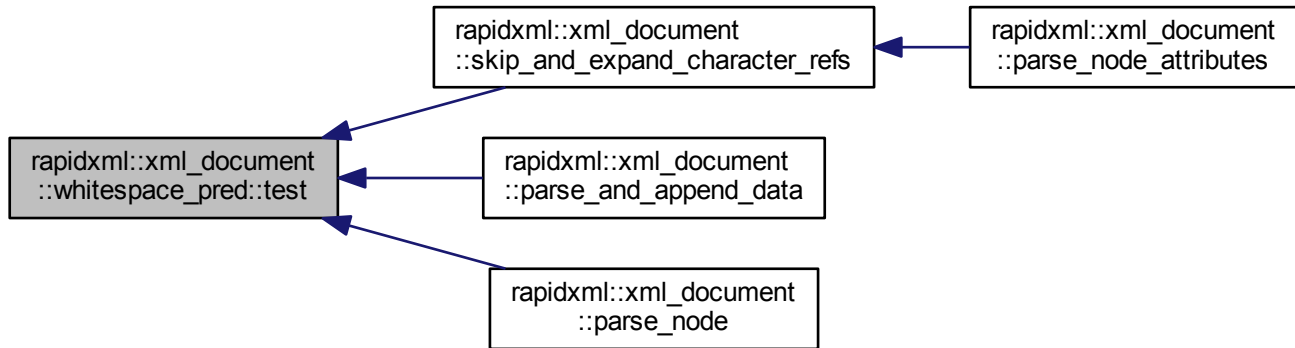 rapidxml::xml_document
::skip_and_expand_character_refs
rapidxml::xml_document
::parse_node_attributes
rapidxml::xml_document
::whitespace_pred::test
rapidxml::xml_document
::parse_and_append_data
rapidxml::xml_document
::parse_node